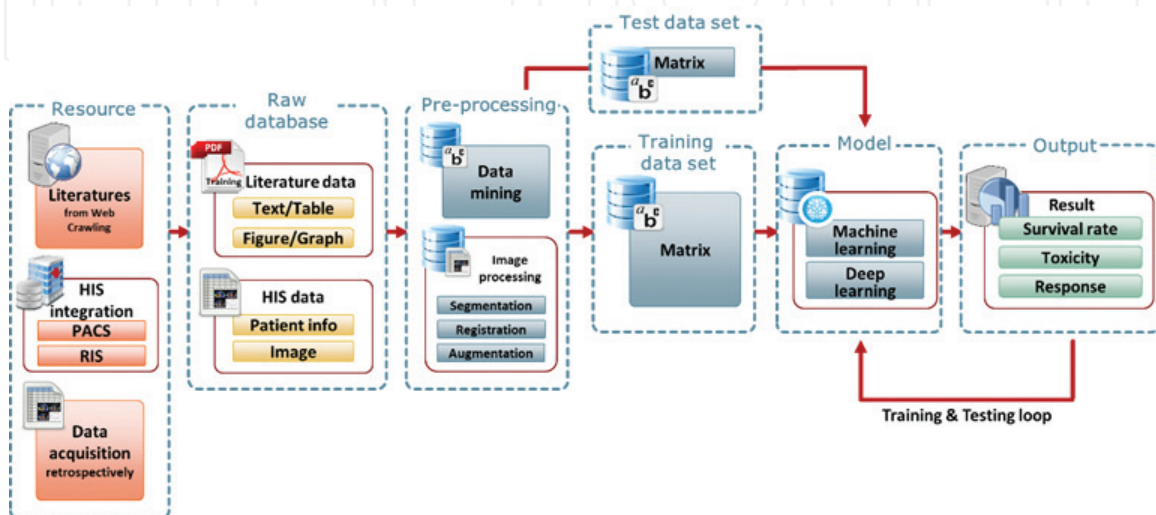 Resource
Literatures
from Web
Crawling
HIS
integration
PACS
RIS
Data
acquisition
retrospectively
Raw
database
PDF
Training
Literature data
Text/Table
Figure/Graph
HIS data
Patient info
Image
Pre-processing
a b c
Data
mining
Image
processing
Segmentation
Registration
Augmentation
Test data set
a b c
Matrix
Training
data set
a b c
Matrix
Model
Machine
learning
Deep
learning
Output
Result
Survival rate
Toxicity
Response
Training & Testing loop